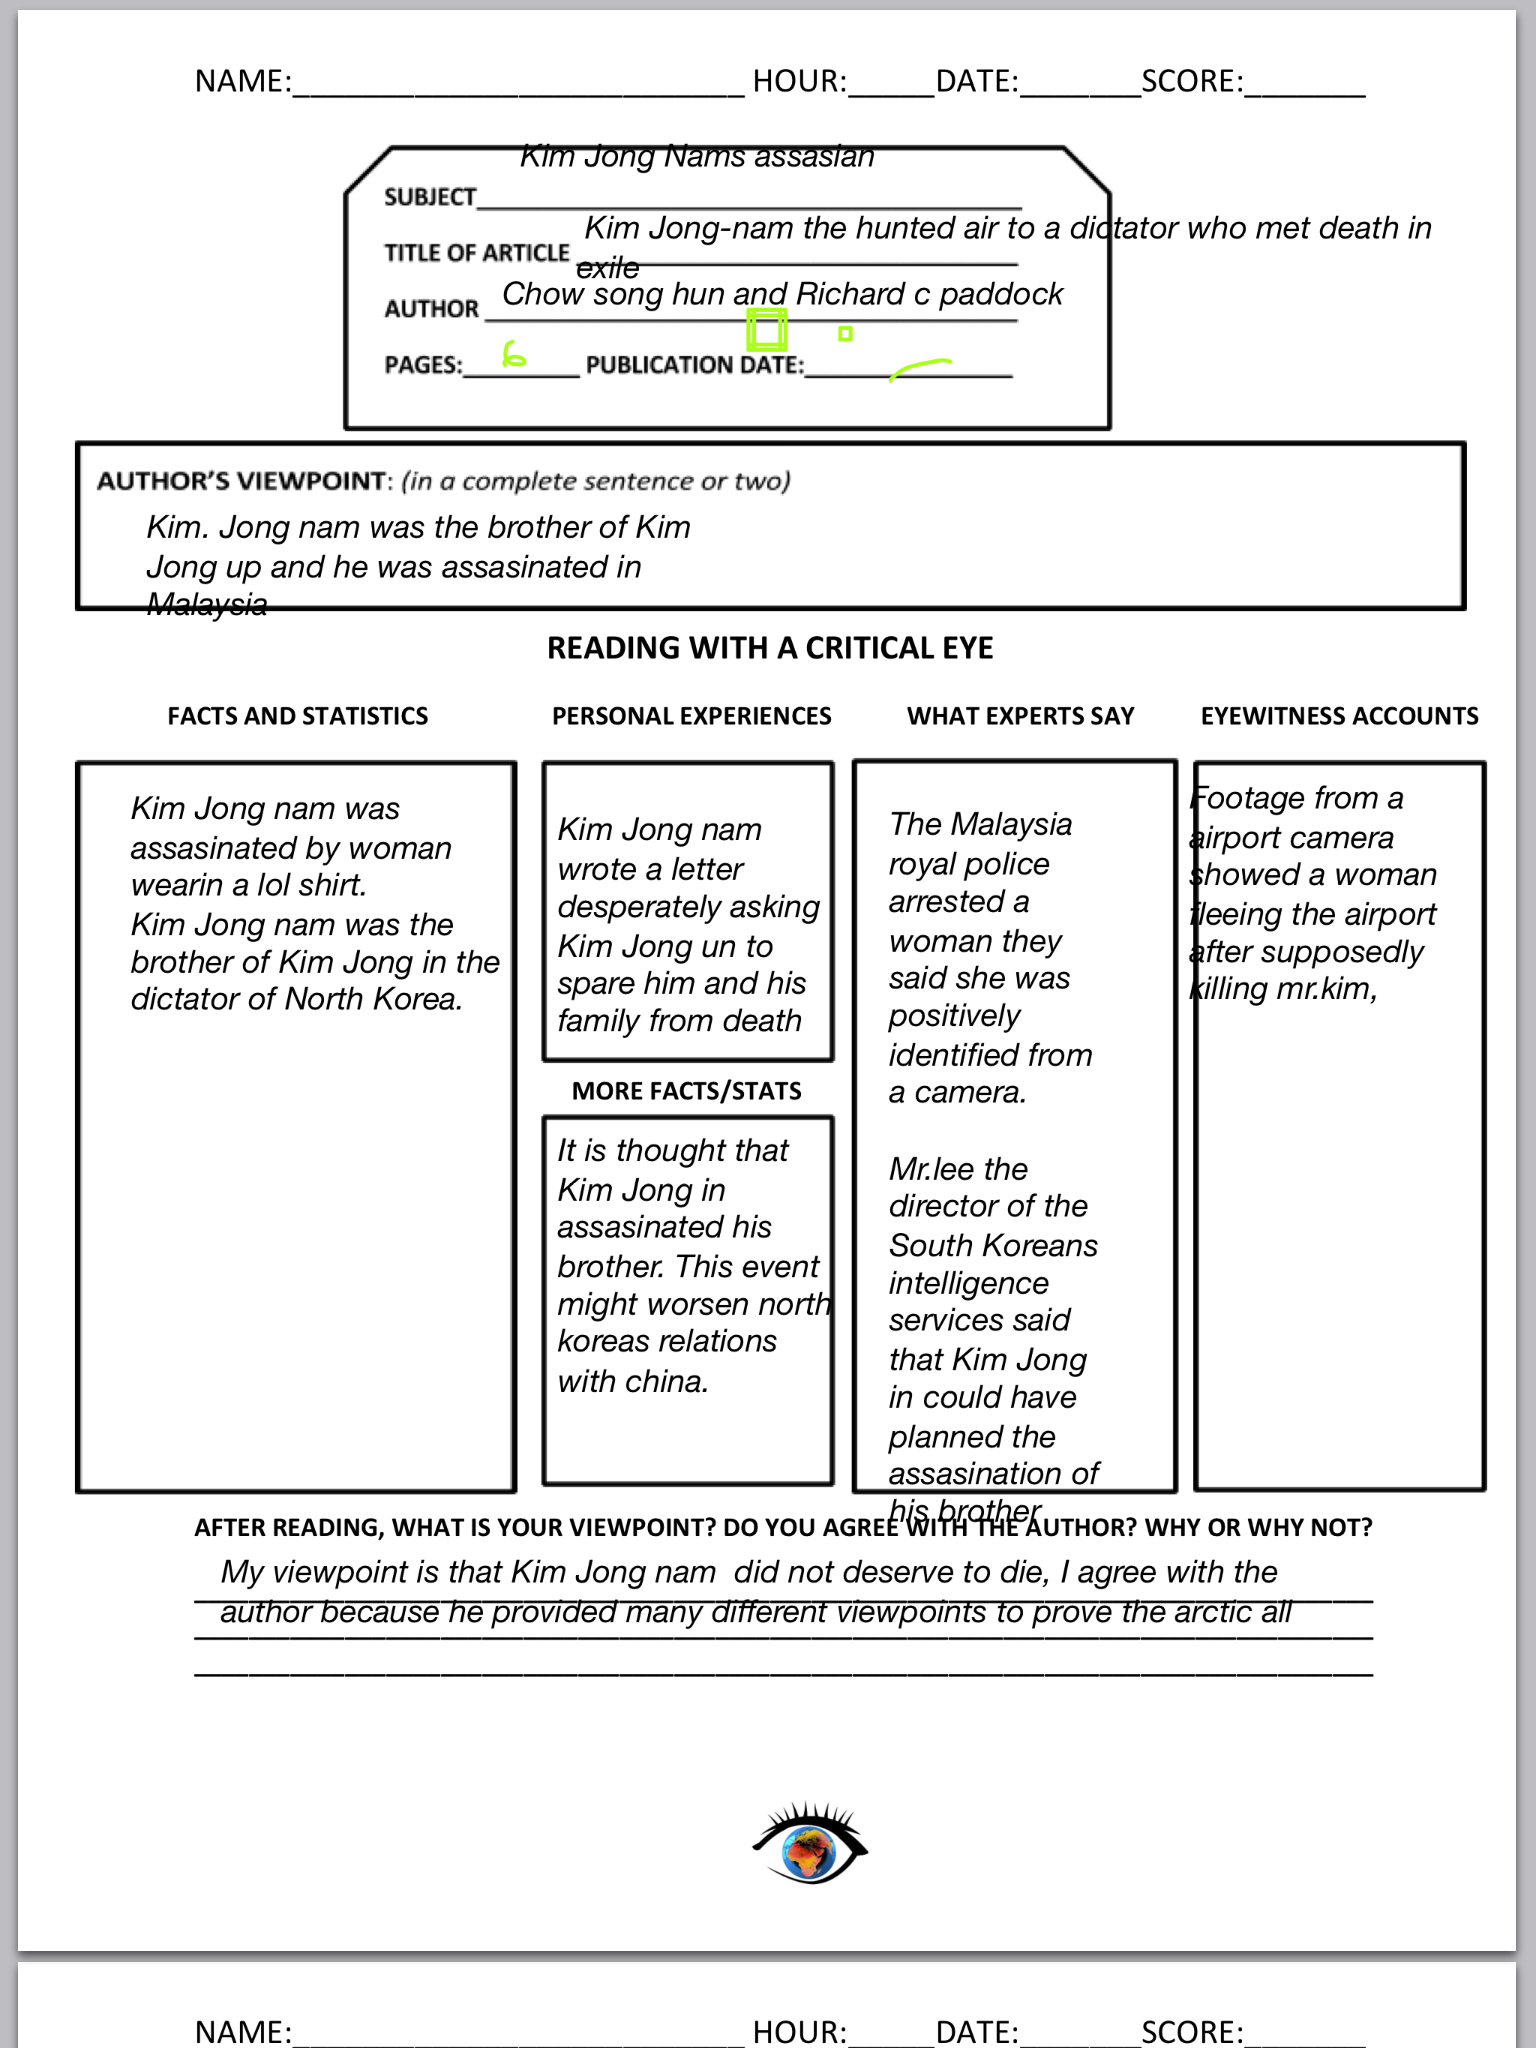 NAME:__________________________ HOUR:_____DATE:_______SCORE:_______
Kim Jong Nams assasian
SUBJECT
Kim Jong-nam the hunted air to a dictator who met death in
TITLE OF ARTICLE
exile
Chow song hun and Richard c paddock
AUTHOR
PAGES: 6 PUBLICATION DATE:
AUTHOR'S VIEWPOINT: (in a complete sentence or two)
Kim. Jong nam was the brother of Kim
Jong up and he was assasinated in
Malaysia
READING WITH A CRITICAL EYE
FACTS AND STATISTICS
Kim Jong nam was
assasinated by woman
wearin a lol shirt.
Kim Jong nam was the
brother of Kim Jong in the
dictator of North Korea.
PERSONAL EXPERIENCES
Kim Jong nam
wrote a letter
desperately asking
Kim Jong un to
spare him and his
family from death
MORE FACTS/STATS
It is thought that
Kim Jong in
assasinated his
brother. This event
might worsen north
koreas relations
with china.
WHAT EXPERTS SAY
The Malaysia
royal police
arrested a
woman they
said she was
positively
identified from
a camera.
Mr.lee the
director of the
South Koreans
intelligence
services said
that Kim Jong
in could have
planned the
assasination of
his brother
EYEWITNESS ACCOUNTS
Footage from a
airport camera
showed a woman
fleeing the airport
after supposedly
killing mr.kim,
AFTER READING, WHAT IS YOUR VIEWPOINT? DO YOU AGREE WITH THE AUTHOR? WHY OR WHY NOT?
My viewpoint is that Kim Jong nam did not deserve to die, I agree with the
author because he provided many different viewpoints to prove the arctic all
NAME:__________________________ HOUR:_____DATE:_______SCORE:_______